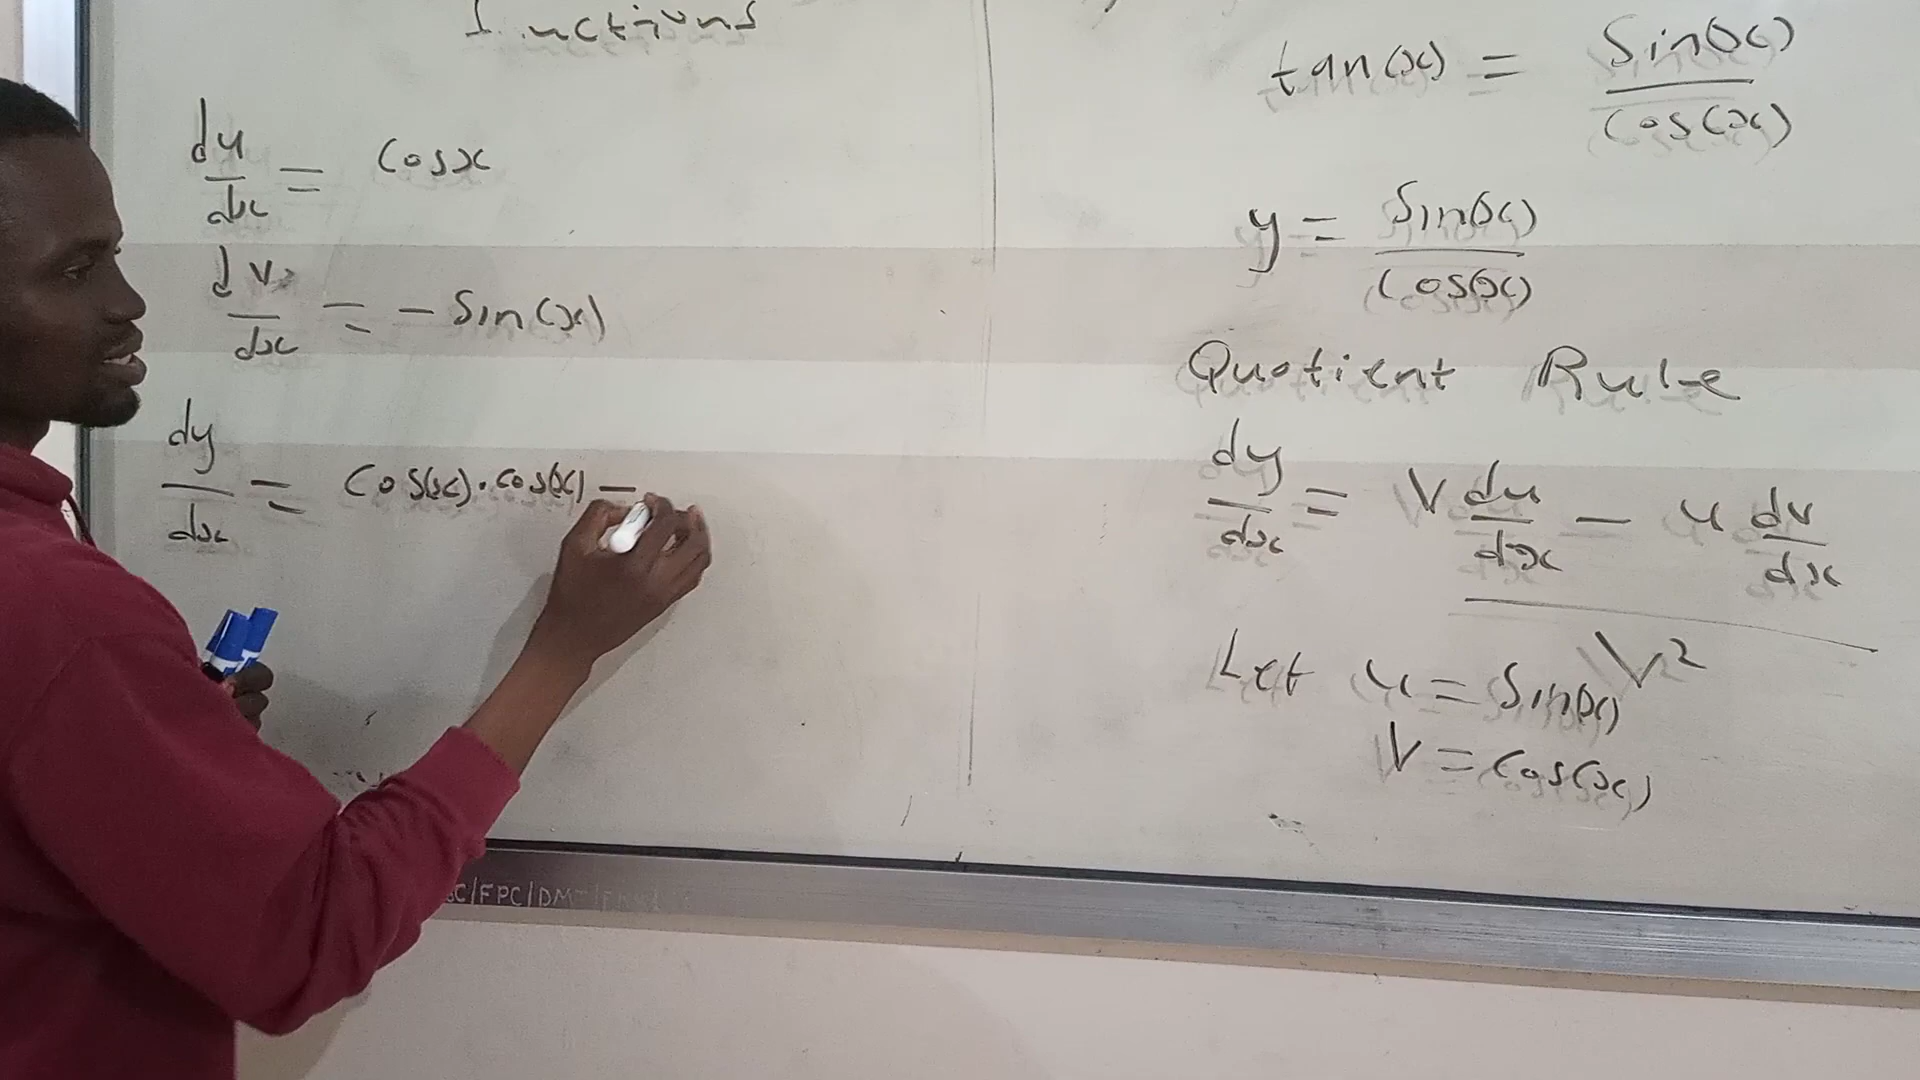 du/dx = Cosx
dv/dx = - Sin(x)
dy/dx = Cos(x).cos(x) -
tan(x) = Sin(x)/Cos(x)
y = Sin(x)/Cos(x)
Quotient Rule
dy/dx = V du/dx - u dv/dx
V²
Let u = Sin(x)
V = Cos(x)